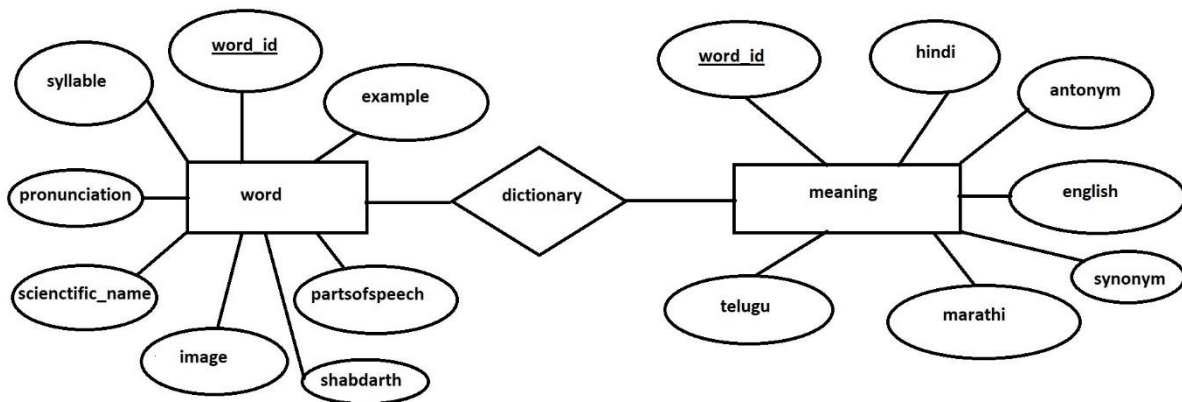 word_id
syllable
example
pronunciation
word
scienctific_name
partsofspeech
image
shabdarth
dictionary
word_id
hindi
antonym
meaning
english
synonym
telugu
marathi